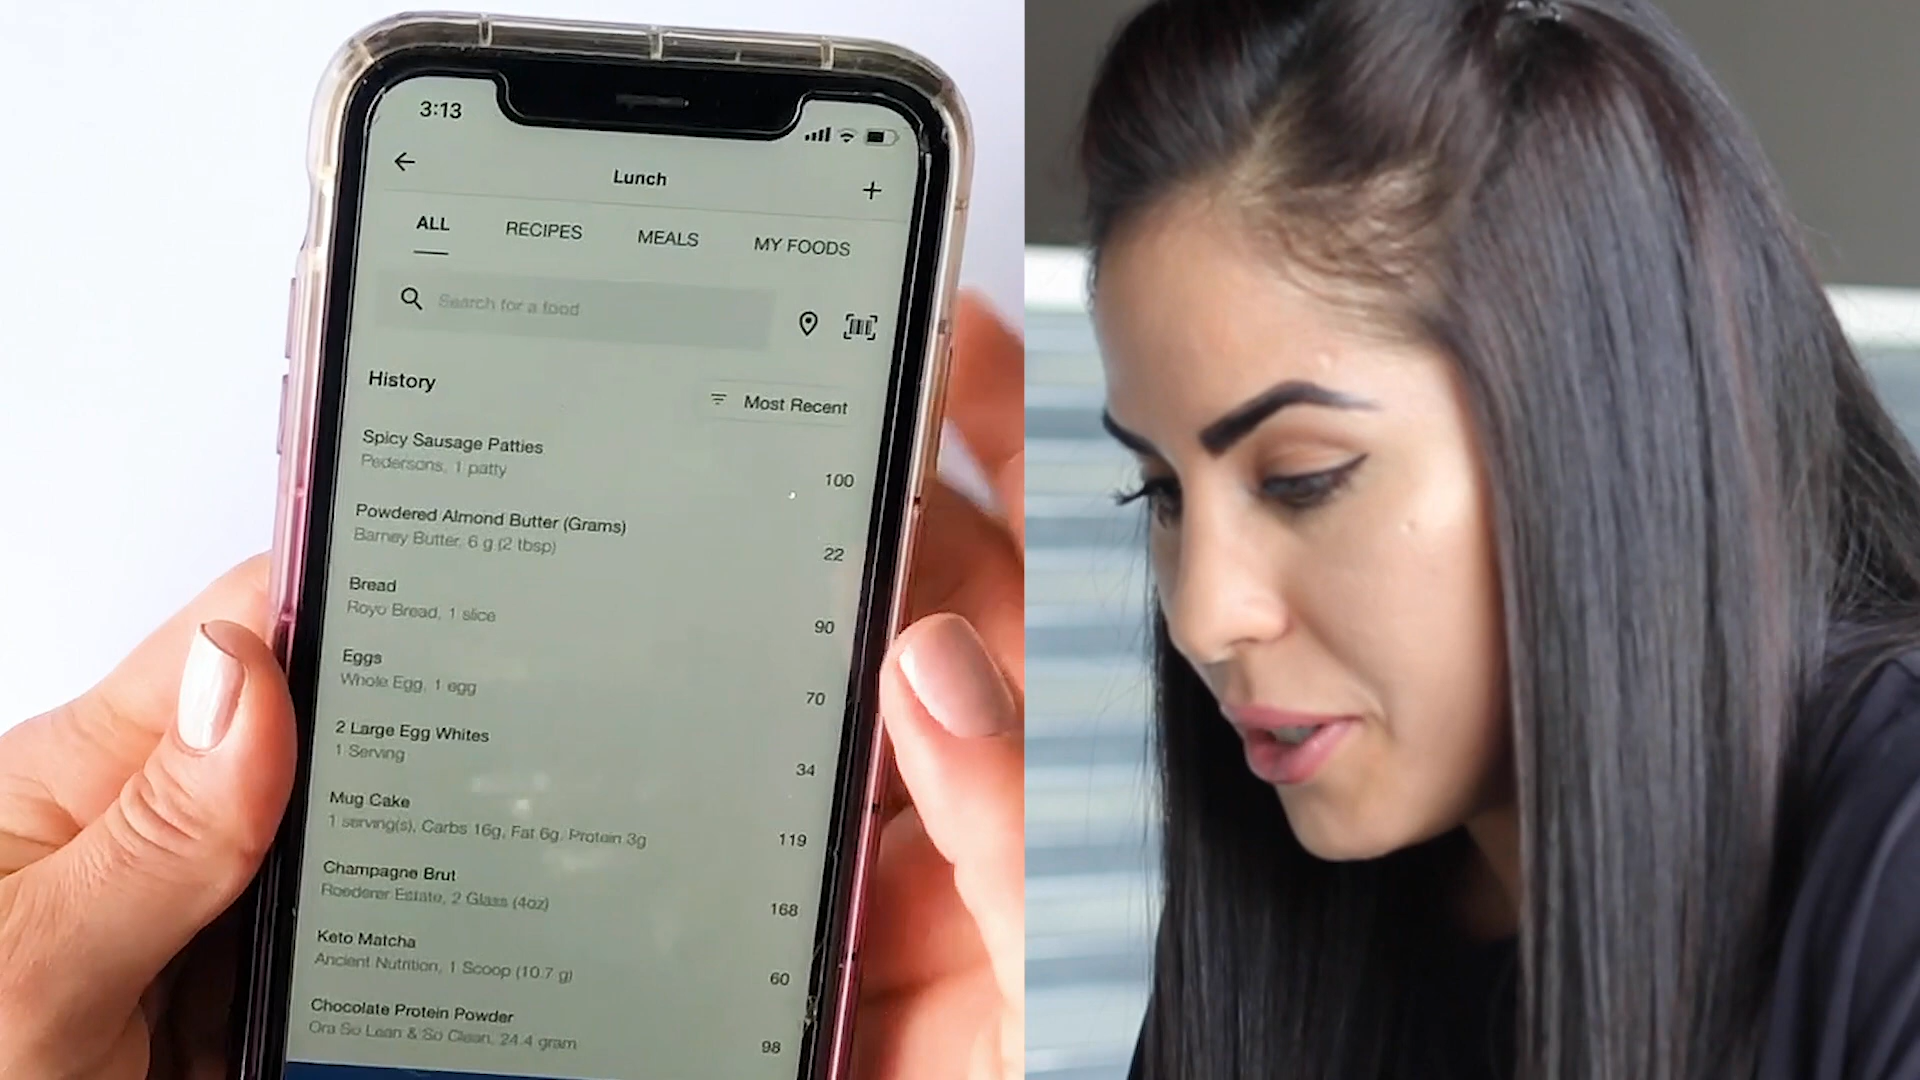 3:13
Lunch
ALL RECIPES MEALS MY FOODS
Search for a food
History
Most Recent
Spicy Sausage Patties
Pedersons, 1 patty
100
Powdered Almond Butter (Grams)
Barney Butter, 6 g (2 tbsp)
22
Bread
Royo Bread, 1 slice
90
Eggs
Whole Egg, 1 egg
70
2 Large Egg Whites
1 Serving
34
Mug Cake
1 serving(s), Carbs 16g, Fat 6g, Protein 3g
119
Champagne Brut
Roederer Estate, 2 Glass (4oz)
168
Keto Matcha
Ancient Nutrition, 1 Scoop (10.7 g)
60
Chocolate Protein Powder
Ora So Lean & So Clean, 24.4 gram
98